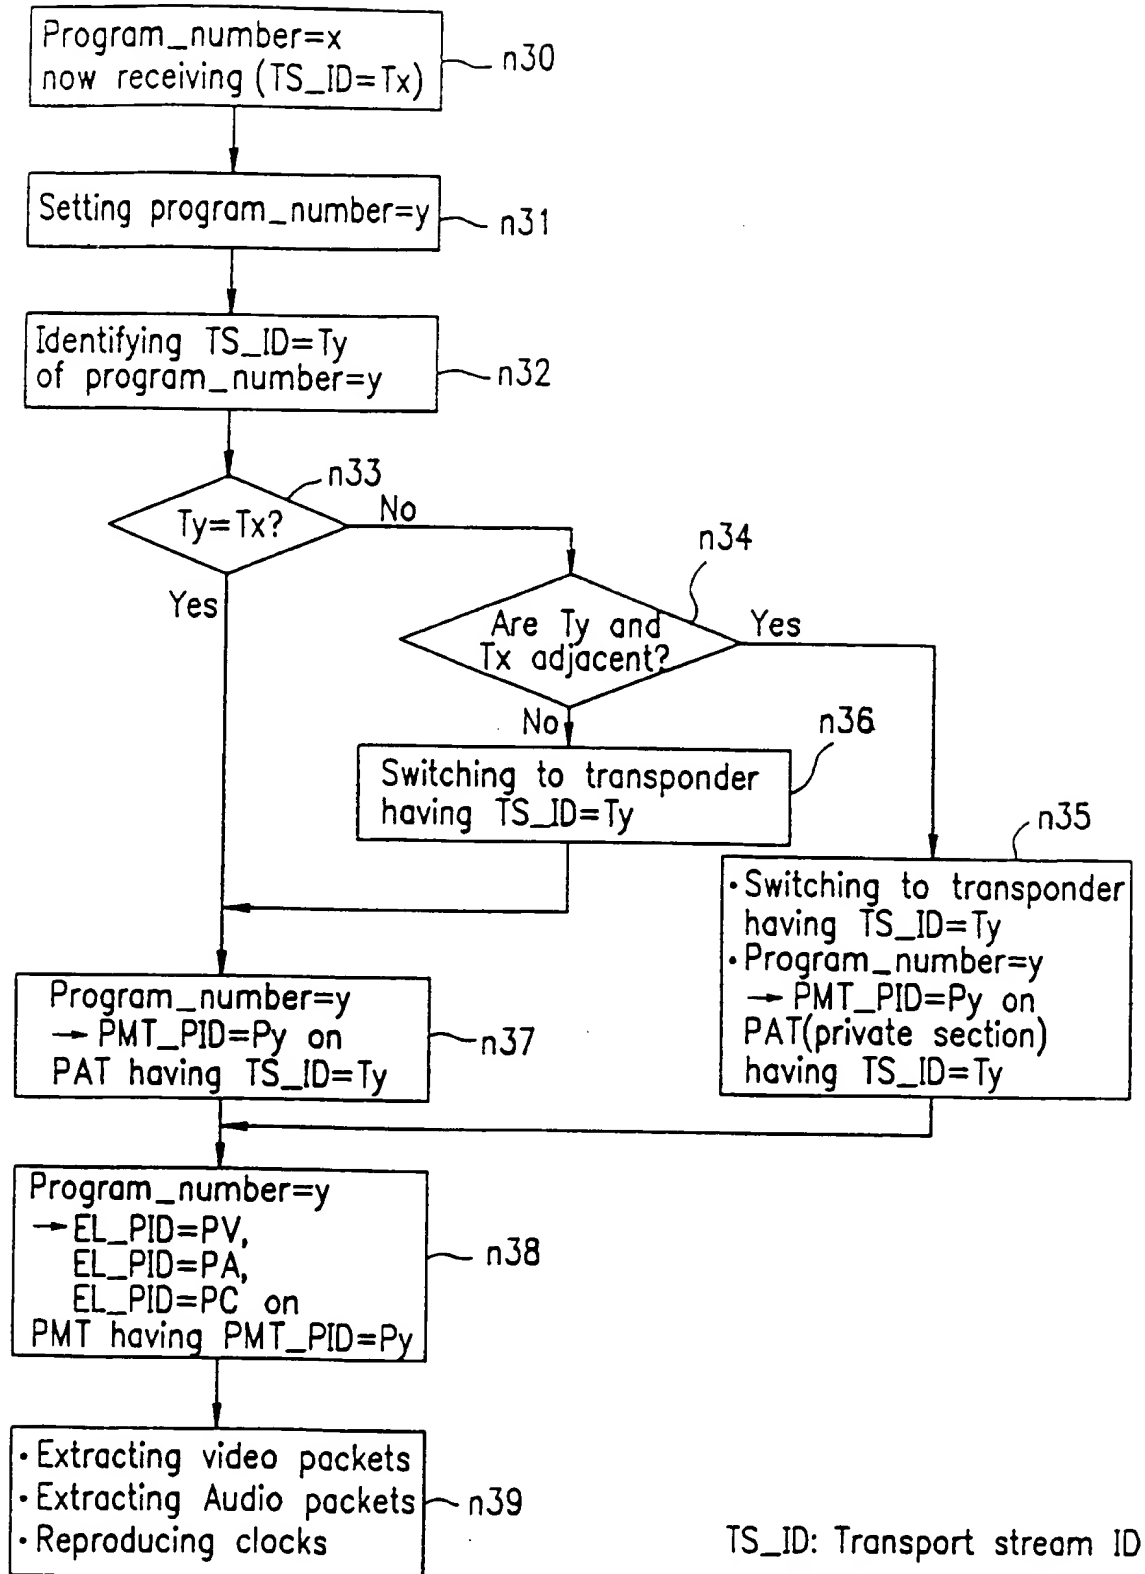 Program_number=x
now receiving (TS_ID=Tx)
n30
Setting program_number=y
n31
Identifying TS_ID=Ty
of program_number=y
n32
n33
Ty=Tx?
No
Yes
n34
Are Ty and
Tx adjacent?
Yes
No
n36
Switching to transponder
having TS_ID=Ty
n35
·Switching to transponder
having TS_ID=Ty
·Program_number=y
→ PMT_PID=Py on
PAT(private section)
having TS_ID=Ty
Program_number=y
→ PMT_PID=Py on
PAT having TS_ID=Ty
n37
Program_number=y
→ EL_PID=PV,
EL_PID=PA,
EL_PID=PC on
PMT having PMT_PID=Py
n38
·Extracting video packets
·Extracting Audio packets
·Reproducing clocks
n39
TS_ID: Transport stream ID